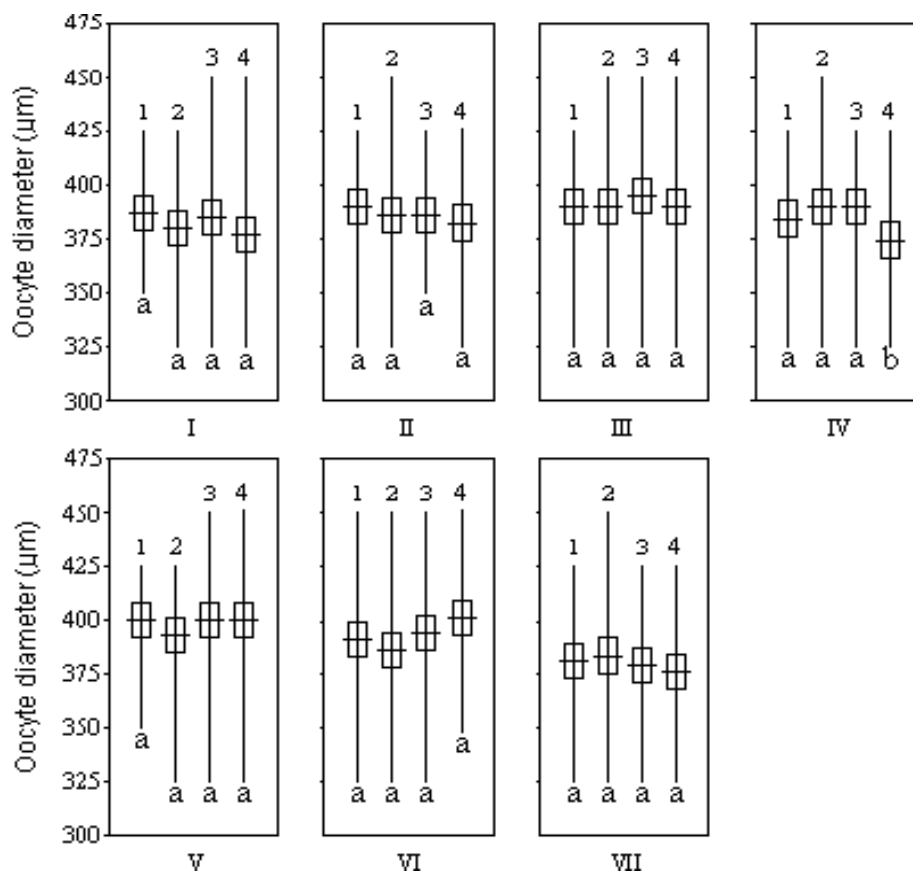 Oocyte diameter (µm)
475
450
425
400
375
350
325
300
1 2 3 4
a a a a
I
1 2 3 4
a a a a
II
1 2 3 4
a a a a
III
1 2 3 4
a a a b
IV
Oocyte diameter (µm)
475
450
425
400
375
350
325
300
1 2 3 4
a a a a
V
1 2 3 4
a a a a
VI
1 2 3 4
a a a a
VII